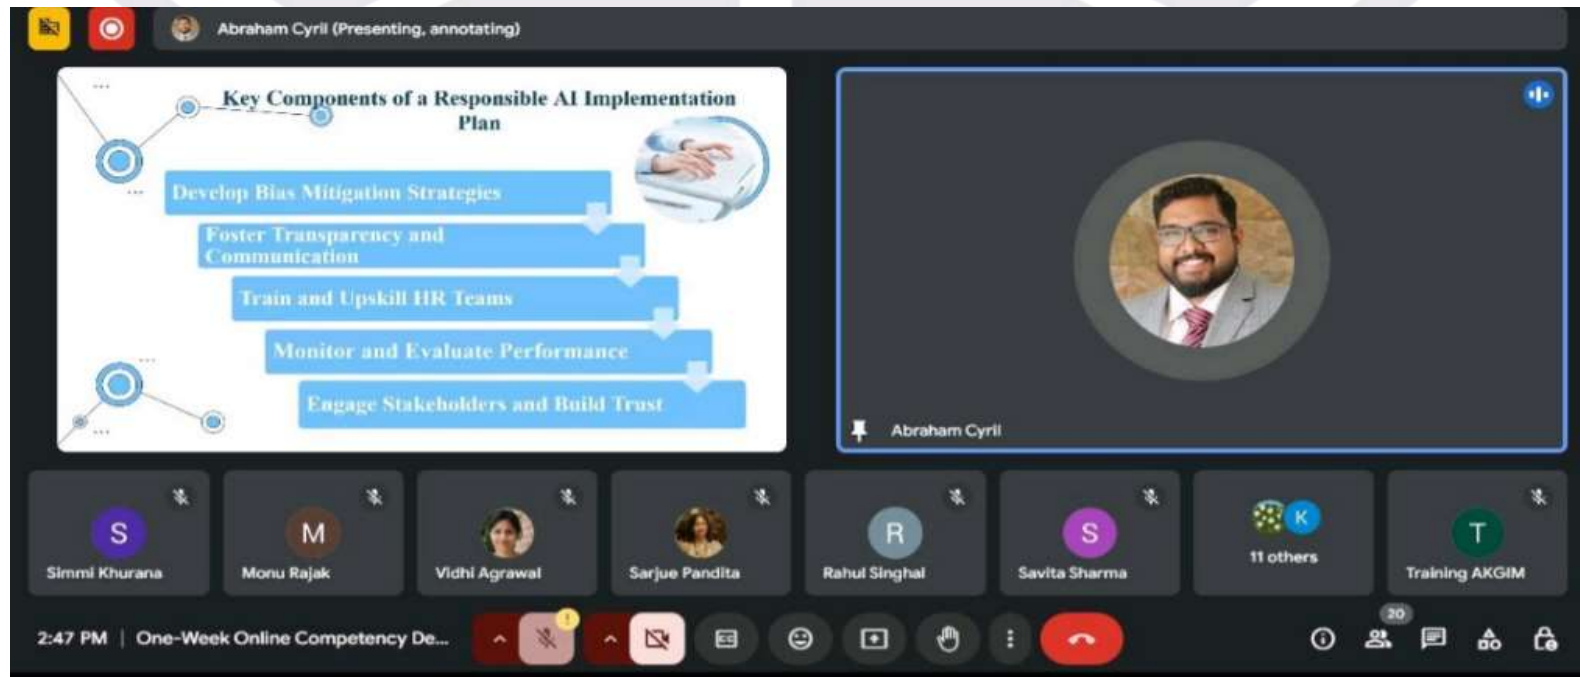 Abraham Cyril (Presenting, annotating)
Key Components of a Responsible AI Implementation
Plan
Develop Bias Mitigation Strategies
Foster Transparency and
Communication
Train and Upskill HR Teams
Monitor and Evaluate Performance
Engage Stakeholders and Build Trust
Abraham Cyril
S
Simmi Khurana
M
Monu Rajak
Vidhi Agrawal
Sarjue Pandita
R
Rahul Singhal
S
Savita Sharma
K
11 others
T
Training AKGIM
2:47 PM | One-Week Online Competency De...
CC
20